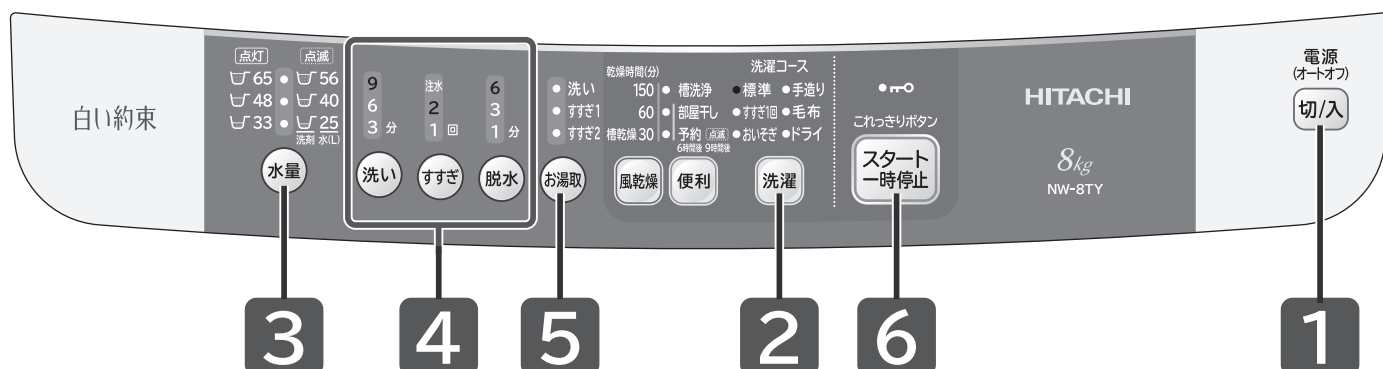 白い約束
点灯 点滅
65 56
48 40
33 25
洗剤 水(L)
水量
9
6
3 分
洗い
注水
2
1 回
すすぎ
6
3
1 分
脱水
洗い
すすぎ1
すすぎ2
お湯取
乾燥時間(分)
150
60
槽乾燥 30
風乾燥
槽洗浄
部屋干し
予約 点滅
6時間後 9時間後
便利
洗濯コース
標準 手造り
すすぎ1回 毛布
おいそぎ ドライ
洗濯
これっきりボタン
スタート
一時停止
HITACHI
8kg
NW-8TY
電源
(オートオフ)
切/入
3 4 5 2 6 1